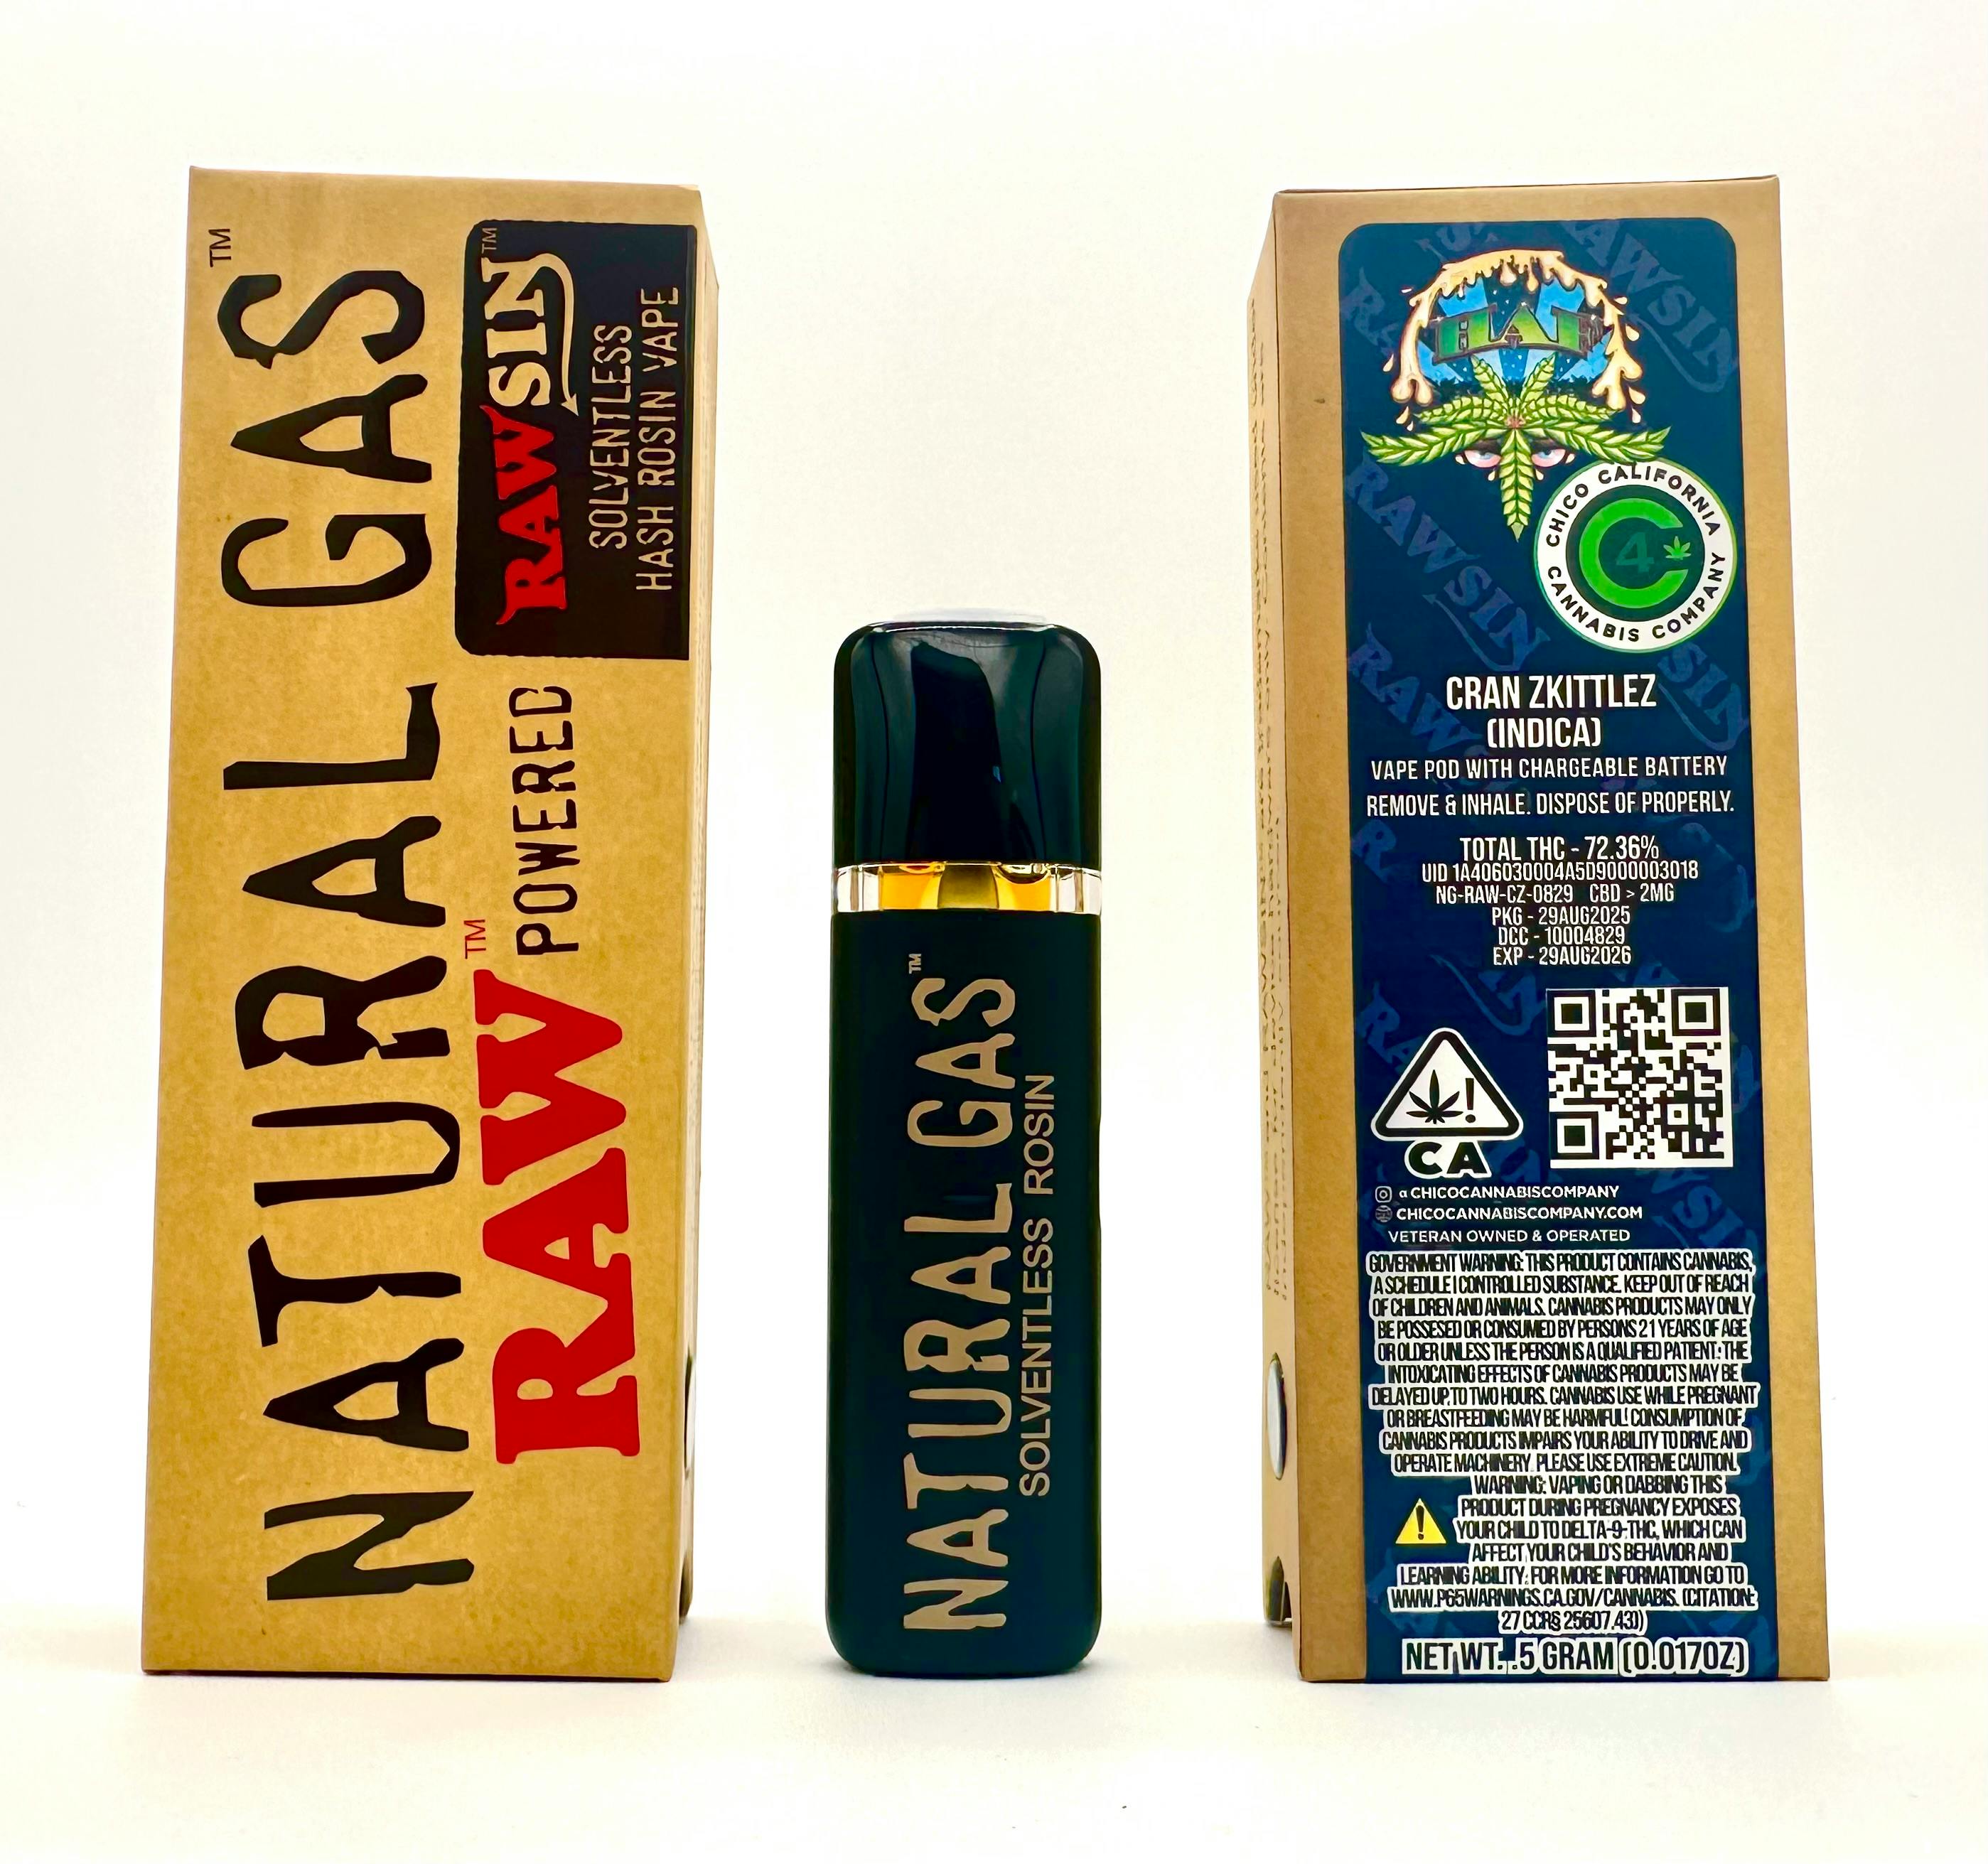 NATURAL GAS™
RAW™ POWERED
RAWSIN™
SOLVENTLESS
HASH ROSIN VAPE
NATURAL GAS™
SOLVENTLESS ROSIN
CHICO CALIFORNIA
C4
CANNABIS COMPANY
CRAN ZKITTLEZ
(INDICA)
VAPE POD WITH CHARGEABLE BATTERY
REMOVE & INHALE. DISPOSE OF PROPERLY.
TOTAL THC - 72.36%
UID 1A406030004A5D9000003018
NG-RAW-CZ-0829 CBD > 2MG
PKG - 29AUG2025
DCC - 10004829
EXP - 29AUG2026
CA
@CHICOCANNABISCOMPANY
CHICOCANNABISCOMPANY.COM
VETERAN OWNED & OPERATED
GOVERNMENT WARNING: THIS PRODUCT CONTAINS CANNABIS,
A SCHEDULE I CONTROLLED SUBSTANCE. KEEP OUT OF REACH
OF CHILDREN AND ANIMALS. CANNABIS PRODUCTS MAY ONLY
BE POSSESED OR CONSUMED BY PERSONS 21 YEARS OF AGE
OR OLDER UNLESS THE PERSON IS A QUALIFIED PATIENT. THE
INTOXICATING EFFECTS OF CANNABIS PRODUCTS MAY BE
DELAYED UP TO TWO HOURS. CANNABIS USE WHILE PREGNANT
OR BREASTFEEDING MAY BE HARMFUL! CONSUMPTION OF
CANNABIS PRODUCTS IMPAIRS YOUR ABILITY TO DRIVE AND
OPERATE MACHINERY. PLEASE USE EXTREME CAUTION.
WARNING: VAPING OR DABBING THIS
PRODUCT DURING PREGNANCY EXPOSES
YOUR CHILD TO DELTA-9-THC, WHICH CAN
AFFECT YOUR CHILD'S BEHAVIOR AND
LEARNING ABILITY. FOR MORE INFORMATION GO TO
WWW.P65WARNINGS.CA.GOV/CANNABIS. (CITATION:
27 CCR§ 25607.43))
NET WT. .5 GRAM (0.017OZ)